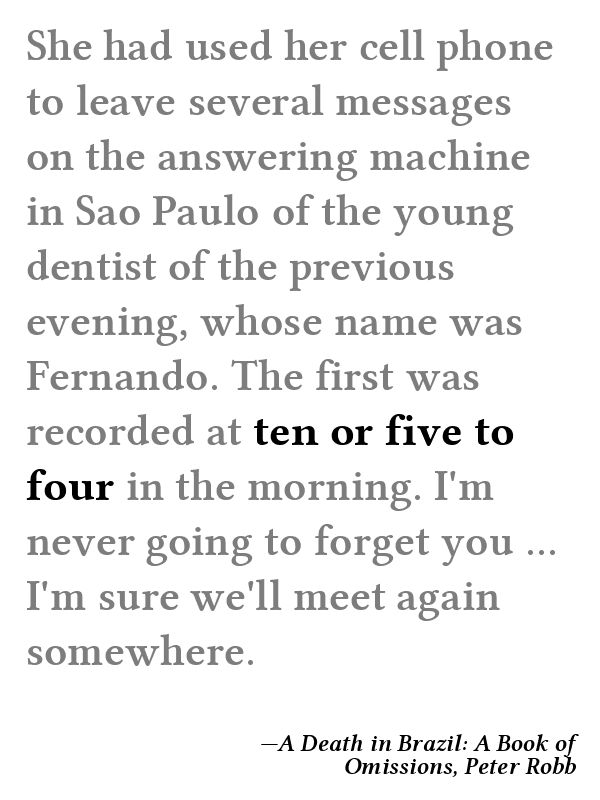 She had used her cell phone
to leave several messages
on the answering machine
in Sao Paulo of the young
dentist of the previous
evening, whose name was
Fernando. The first was
recorded at ten or five to
four in the morning. I'm
never going to forget you ...
I'm sure we'll meet again
somewhere.
—A Death in Brazil: A Book of
Omissions, Peter Robb